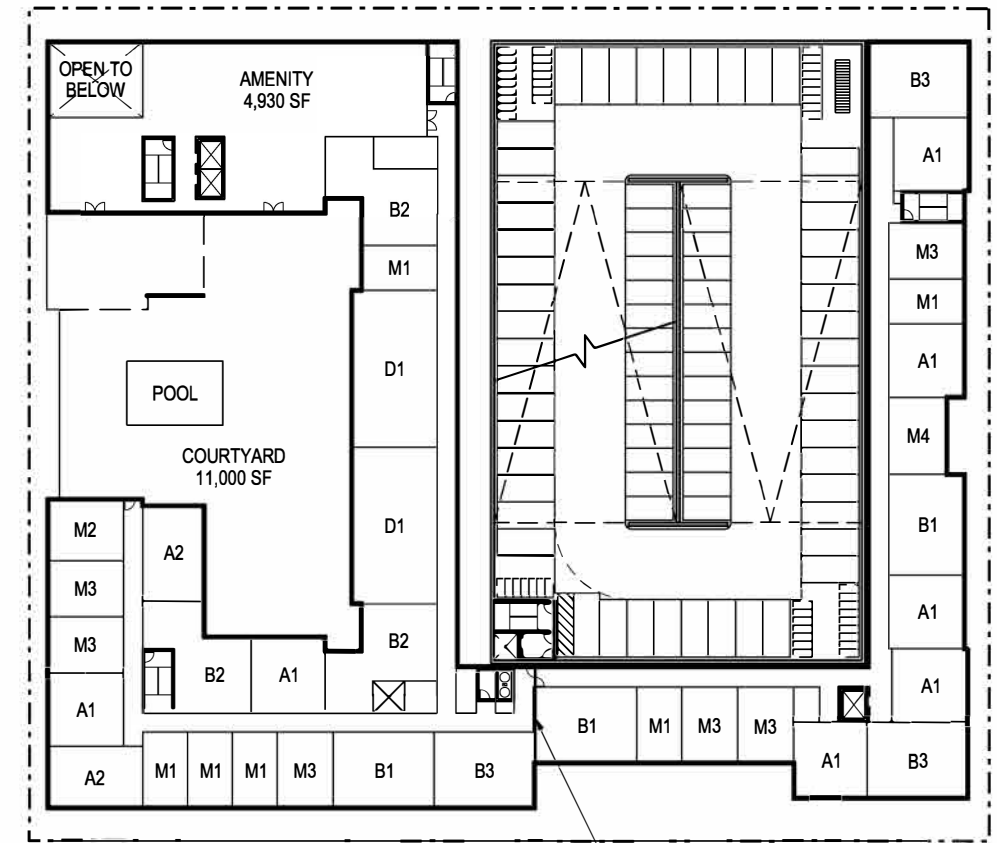 OPEN TO
BELOW
AMENITY
4,930 SF
B3
A1
B2
M3
M1
M1
A1
D1
POOL
M4
COURTYARD
11,000 SF
B1
M2
A2
D1
M3
A1
M3
B2
B2
A1
A1
A1
B1
M1
M3
M3
A1
B3
A2
M1
M1
M1
M3
B1
B3